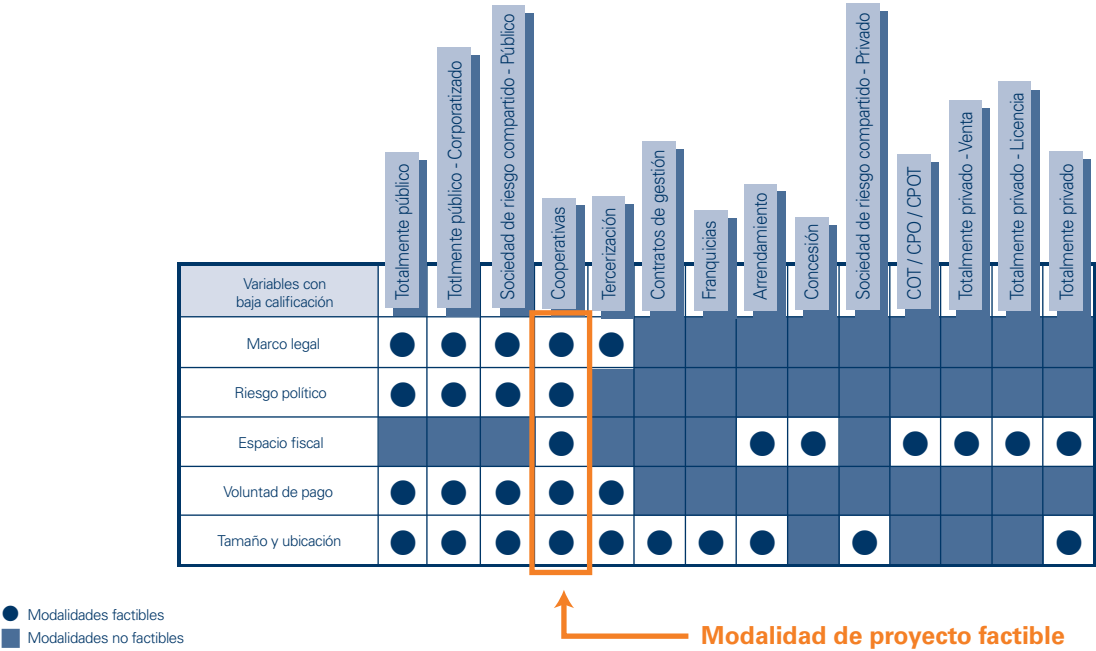 Totalmente público
Totlmente público - Corporatizado
Sociedad de riesgo compartido - Público
Cooperativas
Tercerización
Contratos de gestión
Franquicias
Arrendamiento
Concesión
Sociedad de riesgo compartido - Privado
COT / CPO / CPOT
Totalmente privado - Venta
Totalmente privado - Licencia
Totalmente privado
Variables con
baja calificación
Marco legal
Riesgo político
Espacio fiscal
Voluntad de pago
Tamaño y ubicación
Modalidades factibles
Modalidades no factibles
Modalidad de proyecto factible